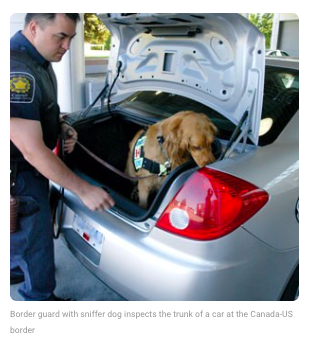 Border guard with sniffer dog inspects the trunk of a car at the Canada-US
border